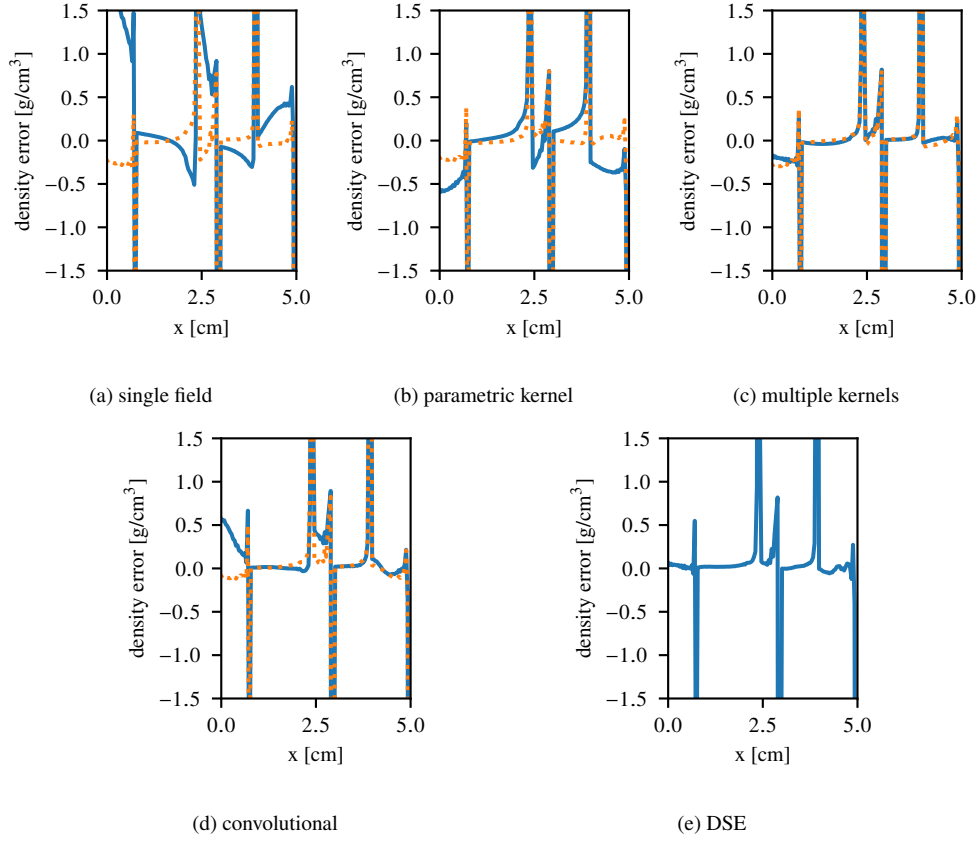 1.5
1.0
0.5
0.0
−0.5
−1.0
−1.5
density error [g/cm³]
0.0 2.5 5.0
x [cm]
(a) single field
1.5
1.0
0.5
0.0
−0.5
−1.0
−1.5
density error [g/cm³]
0.0 2.5 5.0
x [cm]
(b) parametric kernel
1.5
1.0
0.5
0.0
−0.5
−1.0
−1.5
density error [g/cm³]
0.0 2.5 5.0
x [cm]
(c) multiple kernels
1.5
1.0
0.5
0.0
−0.5
−1.0
−1.5
density error [g/cm³]
0.0 2.5 5.0
x [cm]
(d) convolutional
1.5
1.0
0.5
0.0
−0.5
−1.0
−1.5
density error [g/cm³]
0.0 2.5 5.0
x [cm]
(e) DSE